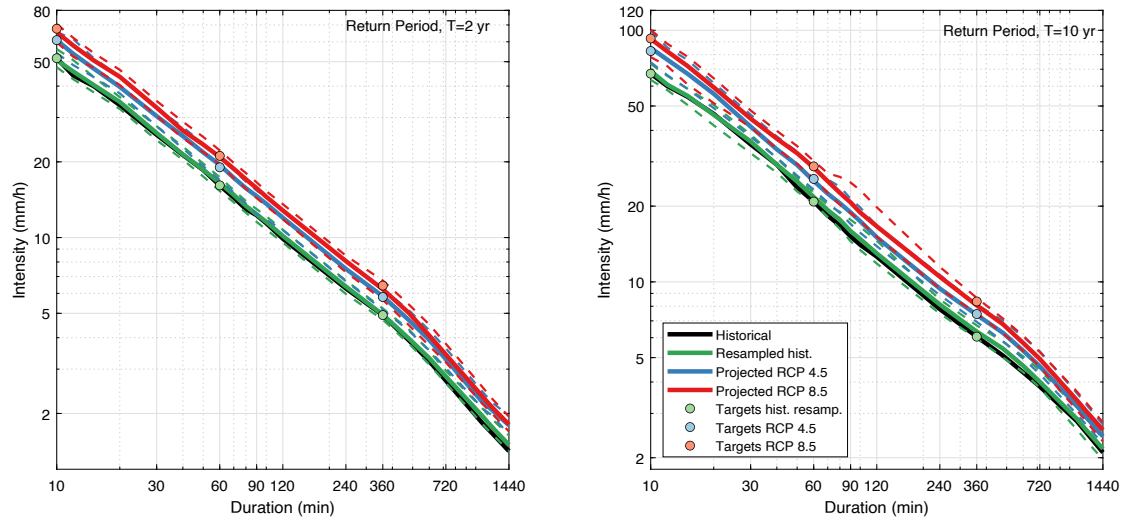 Return Period, T=2 yr
80
50
20
10
5
2
Intensity (mm/h)
10
30
60
90
120
240
360
720
1440
Duration (min)
Return Period, T=10 yr
120
100
50
20
10
5
2
Intensity (mm/h)
Historical
Resampled hist.
Projected RCP 4.5
Projected RCP 8.5
Targets hist. resamp.
Targets RCP 4.5
Targets RCP 8.5
10
30
60
90
120
240
360
720
1440
Duration (min)